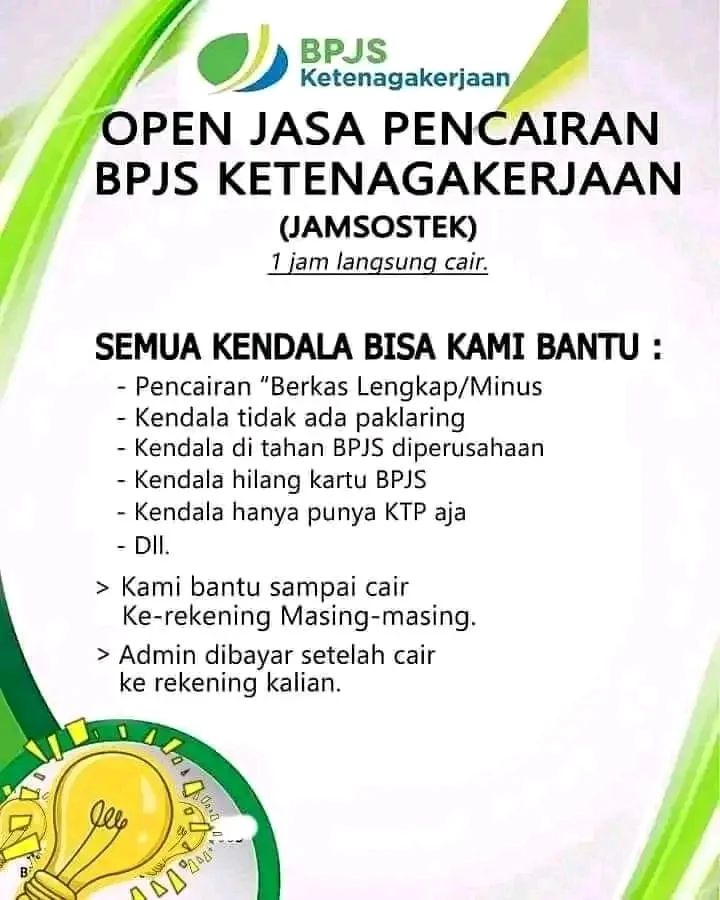 BPJS
Ketenagakerjaan
OPEN JASA PENCAIRAN
BPJS KETENAGAKERJAAN
(JAMSOSTEK)
1 jam langsung cair.
SEMUA KENDALA BISA KAMI BANTU :
- Pencairan “Berkas Lengkap/Minus
- Kendala tidak ada paklaring
- Kendala di tahan BPJS diperusahaan
- Kendala hilang kartu BPJS
- Kendala hanya punya KTP aja
- Dll.
> Kami bantu sampai cair
Ke-rekening Masing-masing.
> Admin dibayar setelah cair
ke rekening kalian.